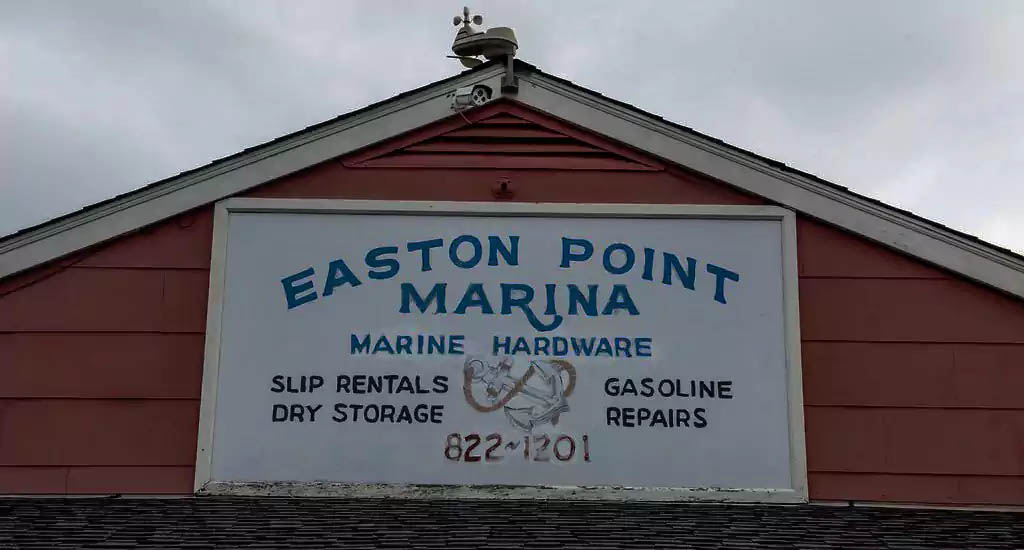 EASTON POINT
MARINA
MARINE HARDWARE
SLIP RENTALS GASOLINE
DRY STORAGE REPAIRS
822~1201